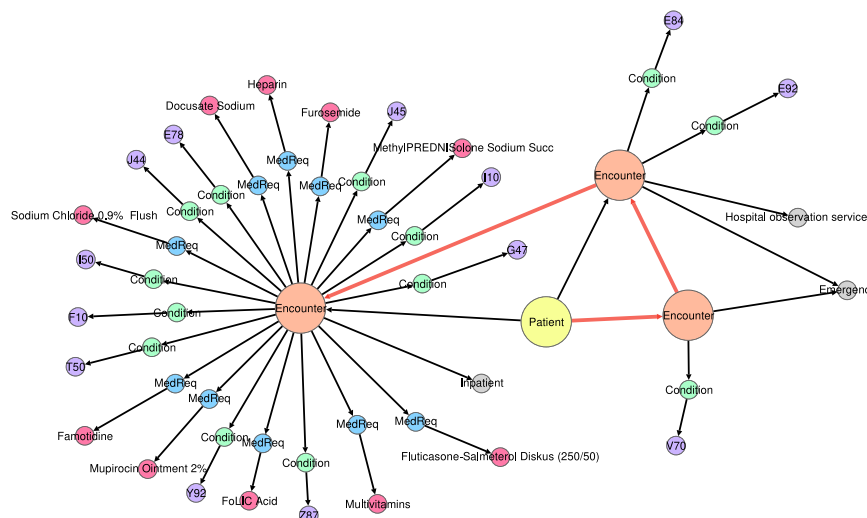 E84
Heparin
E92
Condition
Docusate Sodium
Furosemide
J45
Condition
E78
MethylPREDNISolone Sodium Succ
J44
MedReq
MedReq
MedReq
Condition
I10
Encounter
Condition
Condition
MedReq
Sodium Chloride 0.9%  Flush
Hospital observation service
Condition
MedReq
G47
I50
Condition
Condition
Emergenc
F10
Condition
Encounter
Patient
Encounter
T50
Condition
MedReq
Inpatient
Condition
MedReq
MedReq
MedReq
Famotidine
Condition
MedReq
V70
Mupirocin Ointment 2%
Condition
Fluticasone-Salmeterol Diskus (250/50)
Y92
FoLIC Acid
Multivitamins
Z87